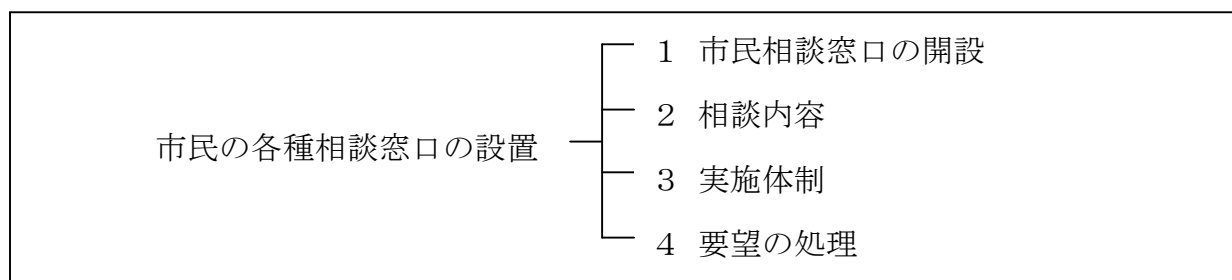 市民の各種相談窓口の設置
1 市民相談窓口の開設
2 相談内容
3 実施体制
4 要望の処理